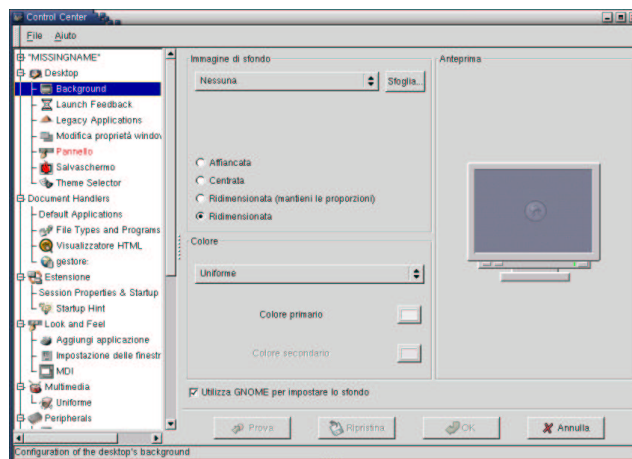 Control Center
File Aiuto
"MISSINGNAME"
Desktop
Background
Launch Feedback
Legacy Applications
Modifica proprietà window
Pannello
Salvaschermo
Theme Selector
Document Handlers
Default Applications
File Types and Programs
Visualizzatore HTML
gestore:
Estensione
Session Properties & Startup
Startup Hint
Look and Feel
Aggiungi applicazione
Impostazione delle finestr
MDI
Multimedia
Uniforme
Peripherals
Immagine di sfondo
Nessuna
Sfoglia...
Affiancata
Centrata
Ridimensionata (mantieni le proporzioni)
Ridimensionata
Colore
Uniforme
Colore primario
Colore secondario
Anteprima
Utilizza GNOME per impostare lo sfondo
Prova
Ripristina
OK
Annulla
Configuration of the desktop's background